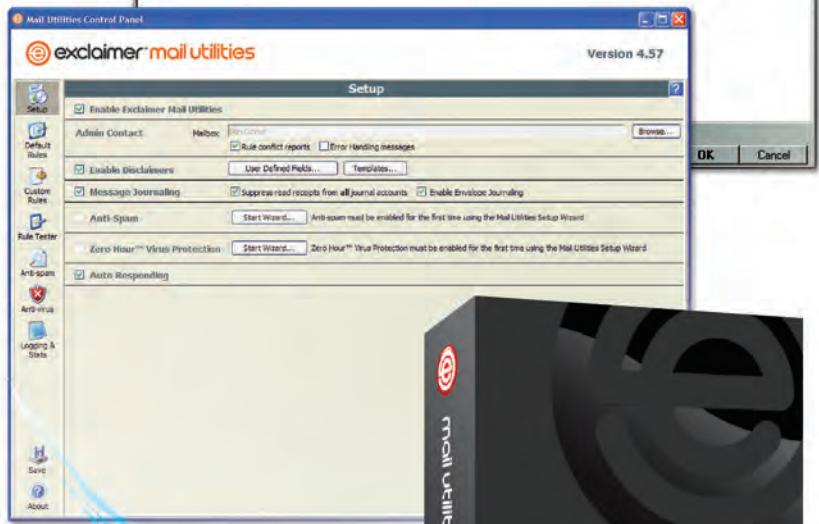 Mail Utilities Control Panel
exclaimer mail utilities
Version 4.57
Setup
Setup
Enable Exclaimer Mail Utilities
Default Rules
Admin Contact Mailbox Browse...
Rule conflict reports Error Handling messages
OK Cancel
Custom Rules
Enable Disclaimers User Defined Fields... Templates...
Message Journaling Suppress read receipts from all journal accounts Enable Envelope Journaling
Rule Tester
Anti-Spam Start Wizard... Anti-spam must be enabled for the first time using the Mail Utilities Setup Wizard
Anti-spam
Zero Hour™ Virus Protection Start Wizard... Zero Hour™ Virus Protection must be enabled for the first time using the Mail Utilities Setup Wizard
Auto Responding
Anti-virus
Logging & Stats
Save
About
mail utilit